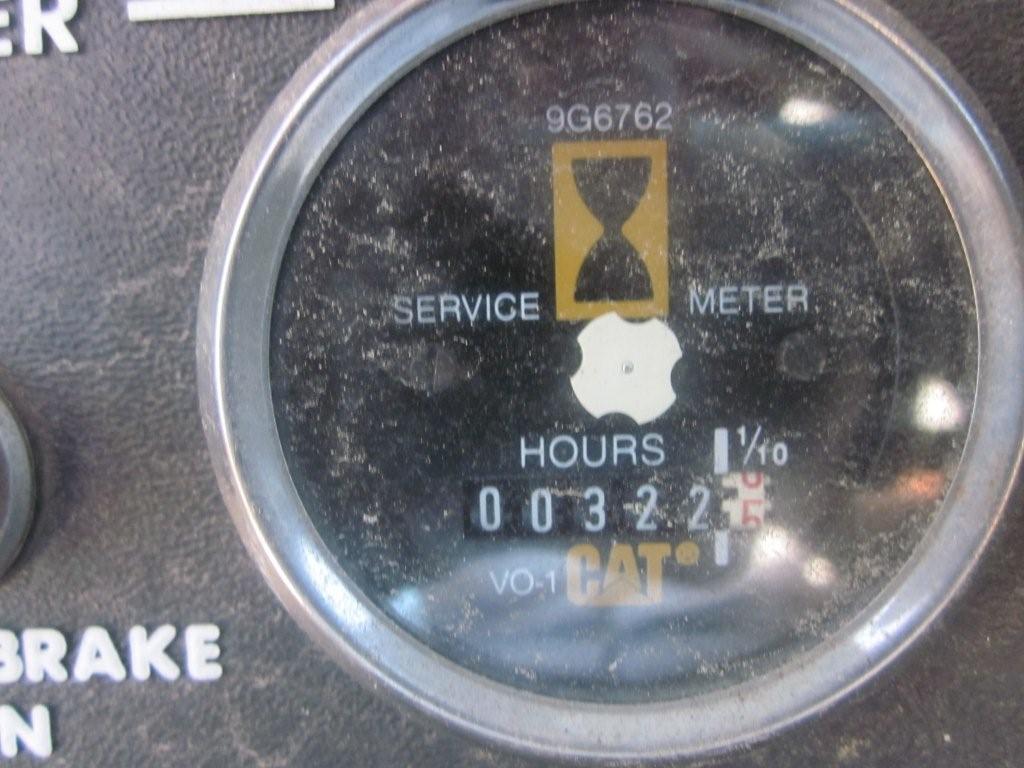 ER
9G6762
SERVICE METER
HOURS 1/10
00322
VO-1 CAT®
BRAKE
N